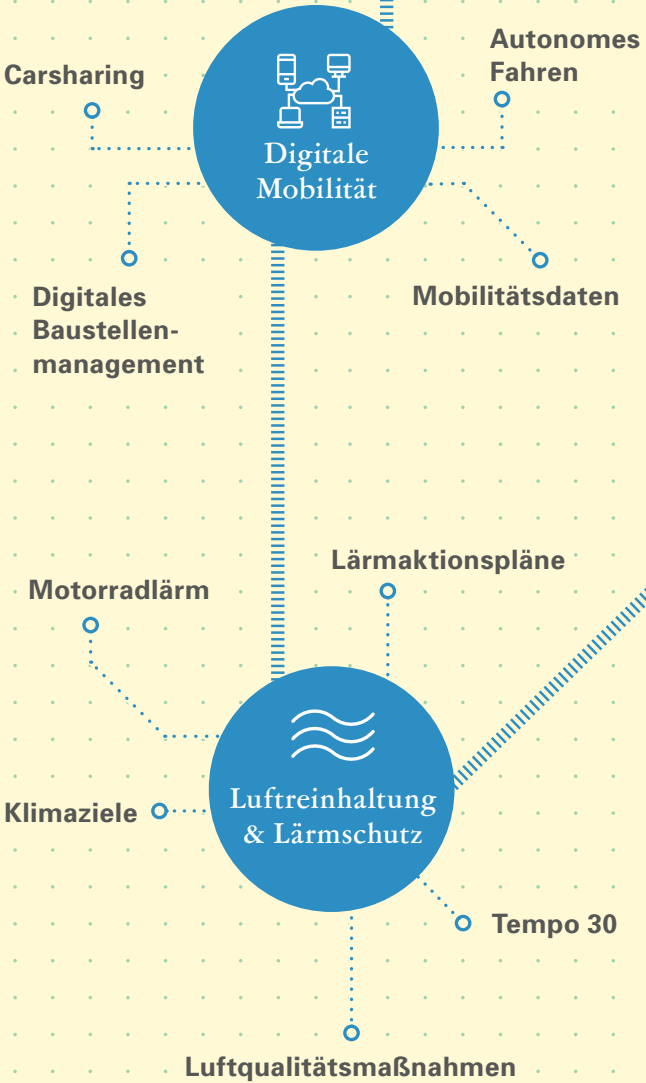 Autonomes
Fahren
Carsharing
Digitale
Mobilität
Digitales
Baustellen-
management
Mobilitätsdaten
Lärmaktionspläne
Motorradlärm
Luftreinhaltung
& Lärmschutz
Klimaziele
Tempo 30
Luftqualitätsmaßnahmen